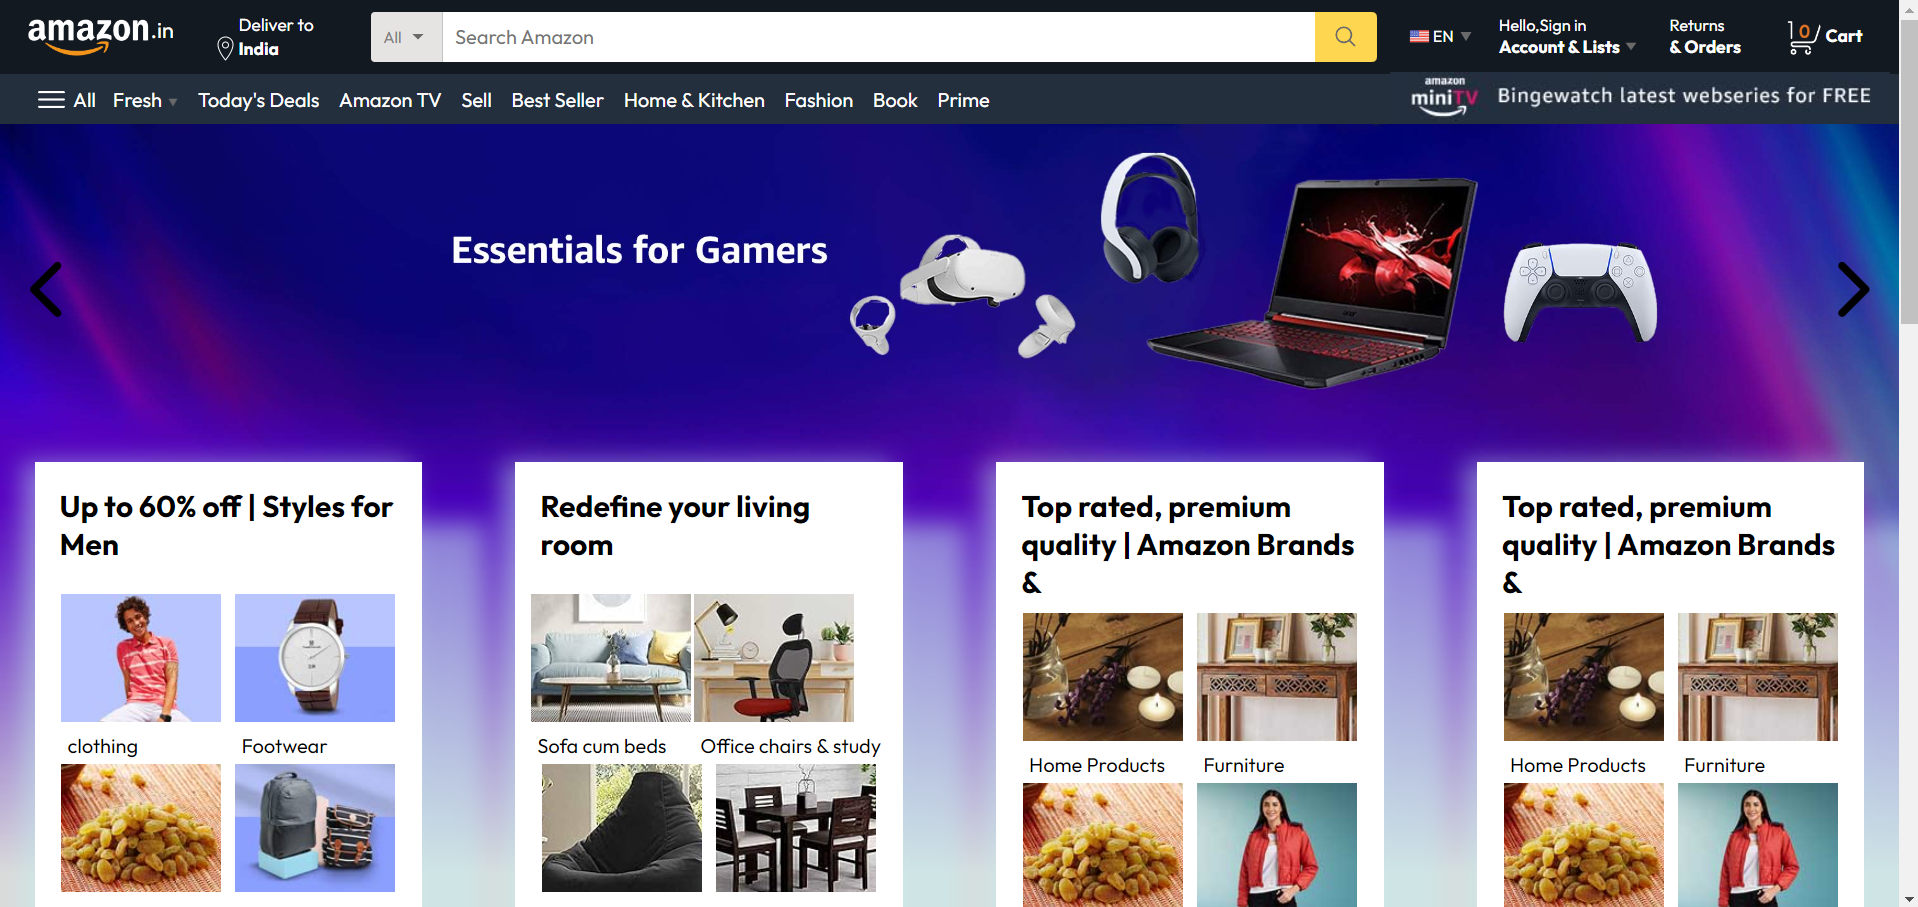 amazon.in
Deliver to
India
All
Search Amazon
EN
Hello,Sign in
Account & Lists
Returns
& Orders
0
Cart
All
Fresh
Today's Deals
Amazon TV
Sell
Best Seller
Home & Kitchen
Fashion
Book
Prime
amazon
miniTV
Bingewatch latest webseries for FREE
Essentials for Gamers
Up to 60% off | Styles for
Men
clothing
Footwear
Redefine your living
room
Sofa cum beds
Office chairs & study
Top rated, premium
quality | Amazon Brands
&
Home Products
Furniture
Top rated, premium
quality | Amazon Brands
&
Home Products
Furniture